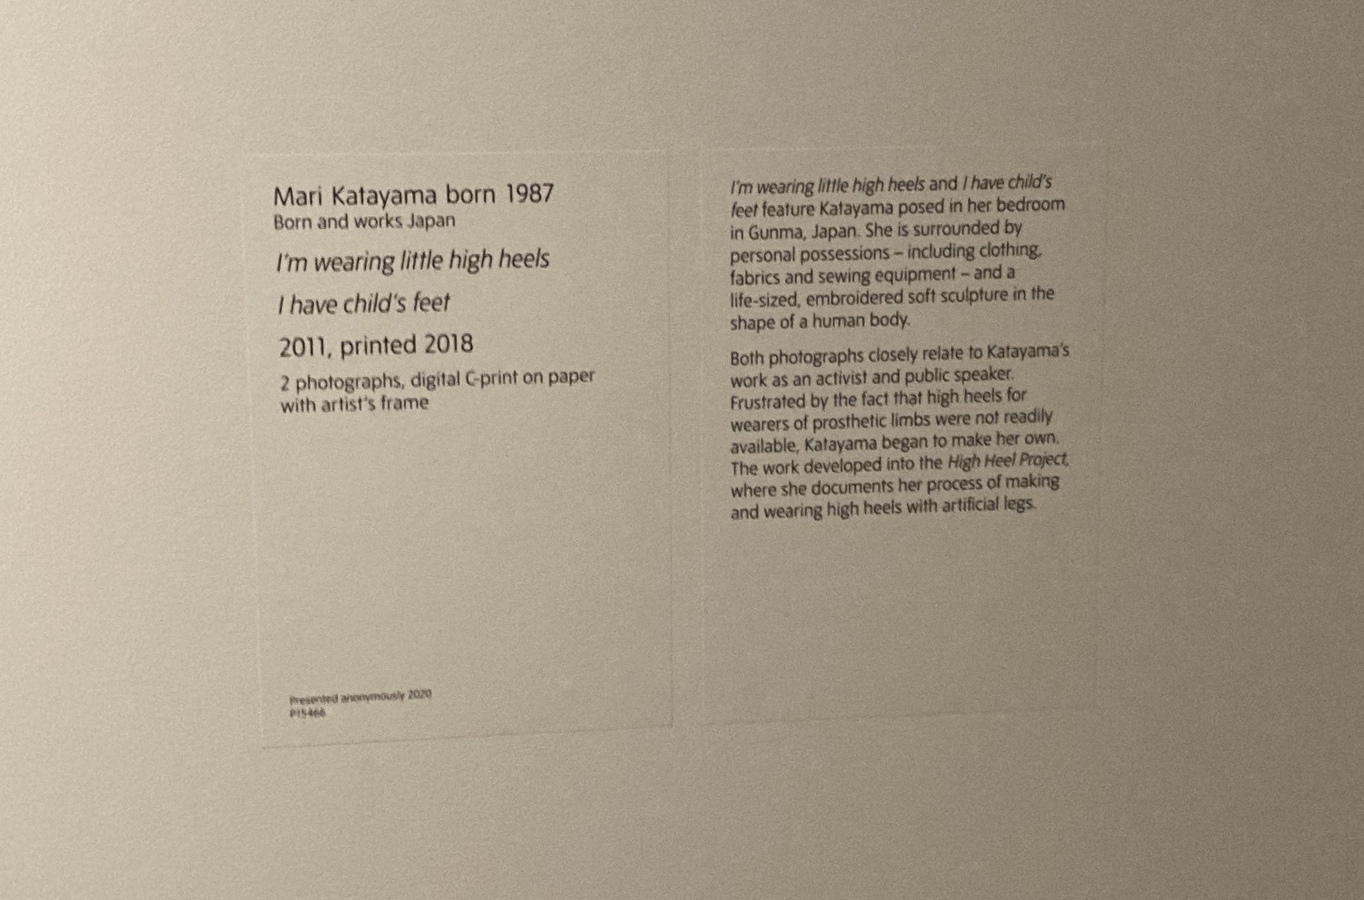 Mari Katayama born 1987
Born and works Japan
I'm wearing little high heels
I have child's feet
2011, printed 2018
2 photographs, digital C-print on paper
with artist's frame
Presented anonymously 2020
P15466
I'm wearing little high heels and I have child's
feet feature Katayama posed in her bedroom
in Gunma, Japan. She is surrounded by
personal possessions – including clothing,
fabrics and sewing equipment – and a
life-sized, embroidered soft sculpture in the
shape of a human body.
Both photographs closely relate to Katayama's
work as an activist and public speaker.
Frustrated by the fact that high heels for
wearers of prosthetic limbs were not readily
available, Katayama began to make her own.
The work developed into the High Heel Project,
where she documents her process of making
and wearing high heels with artificial legs.